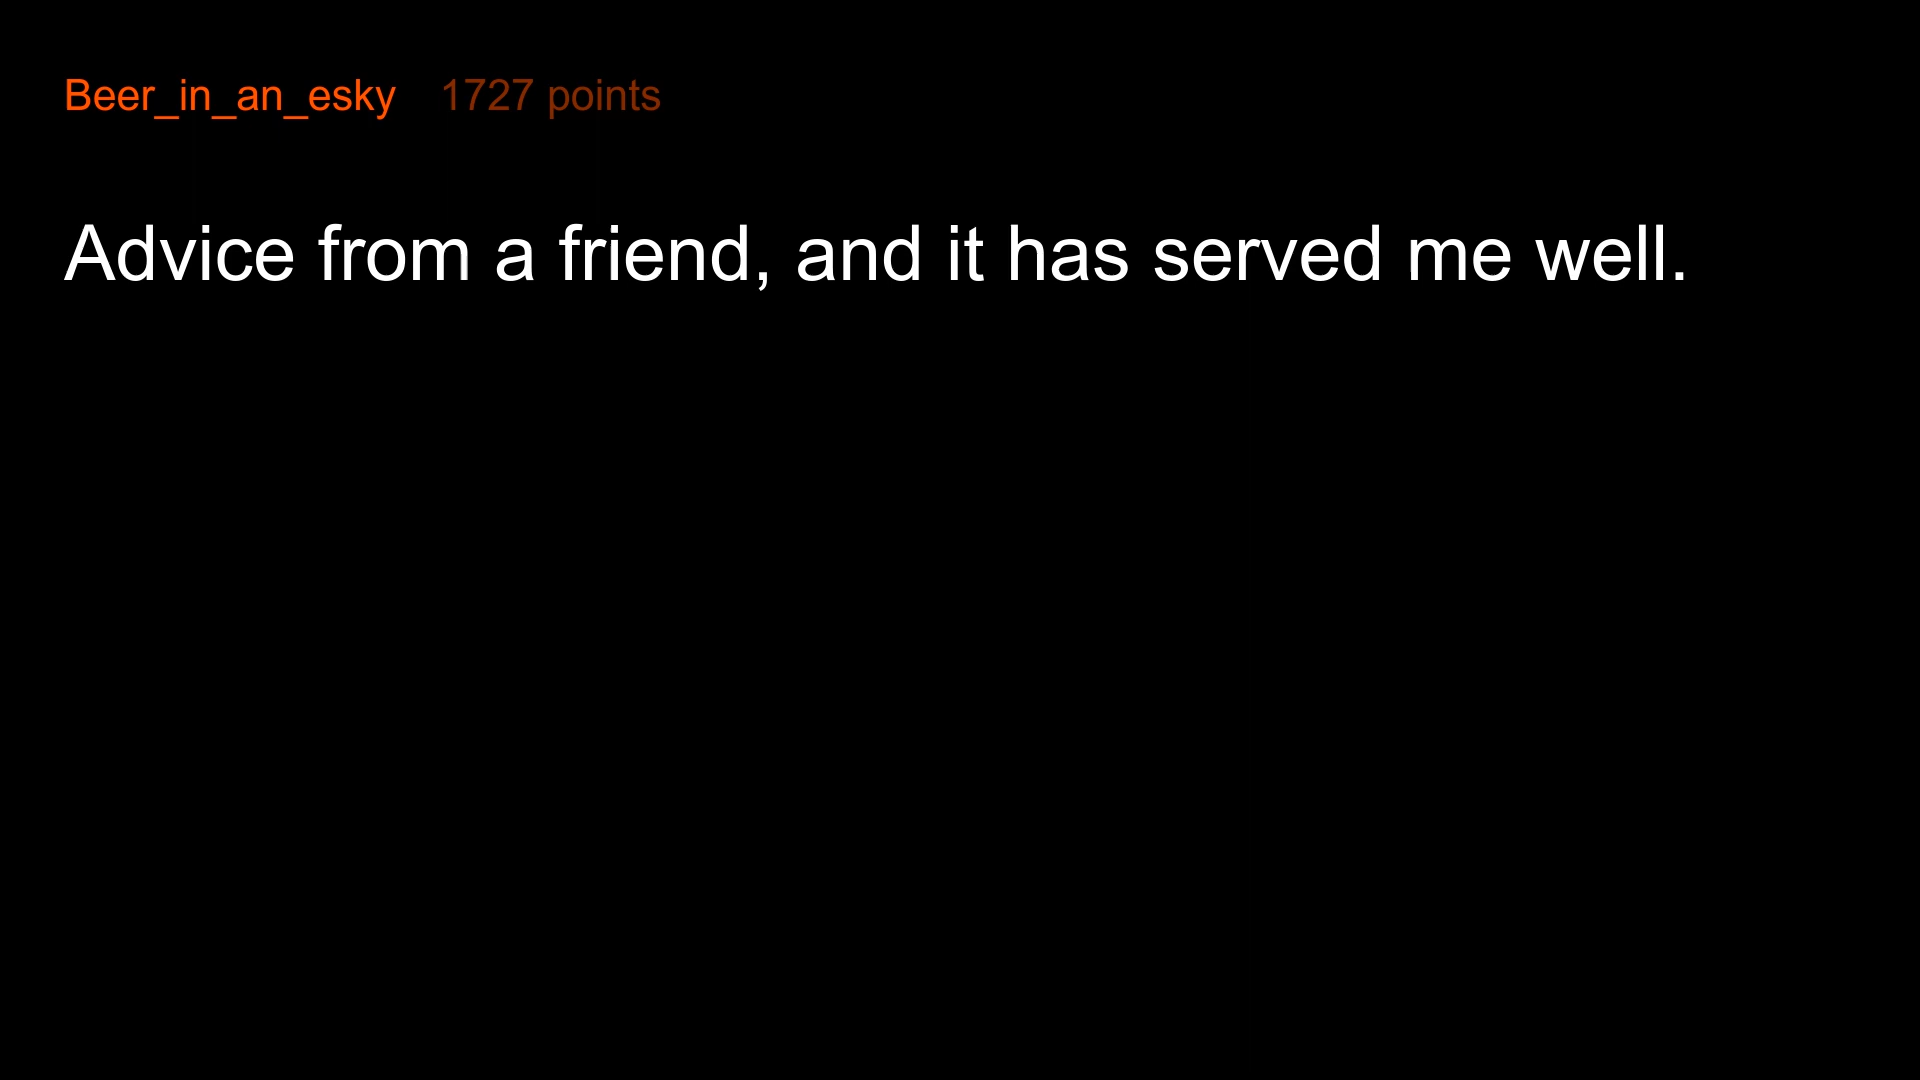 Beer_in_an_esky 1727 points
Advice from a friend, and it has served me well.